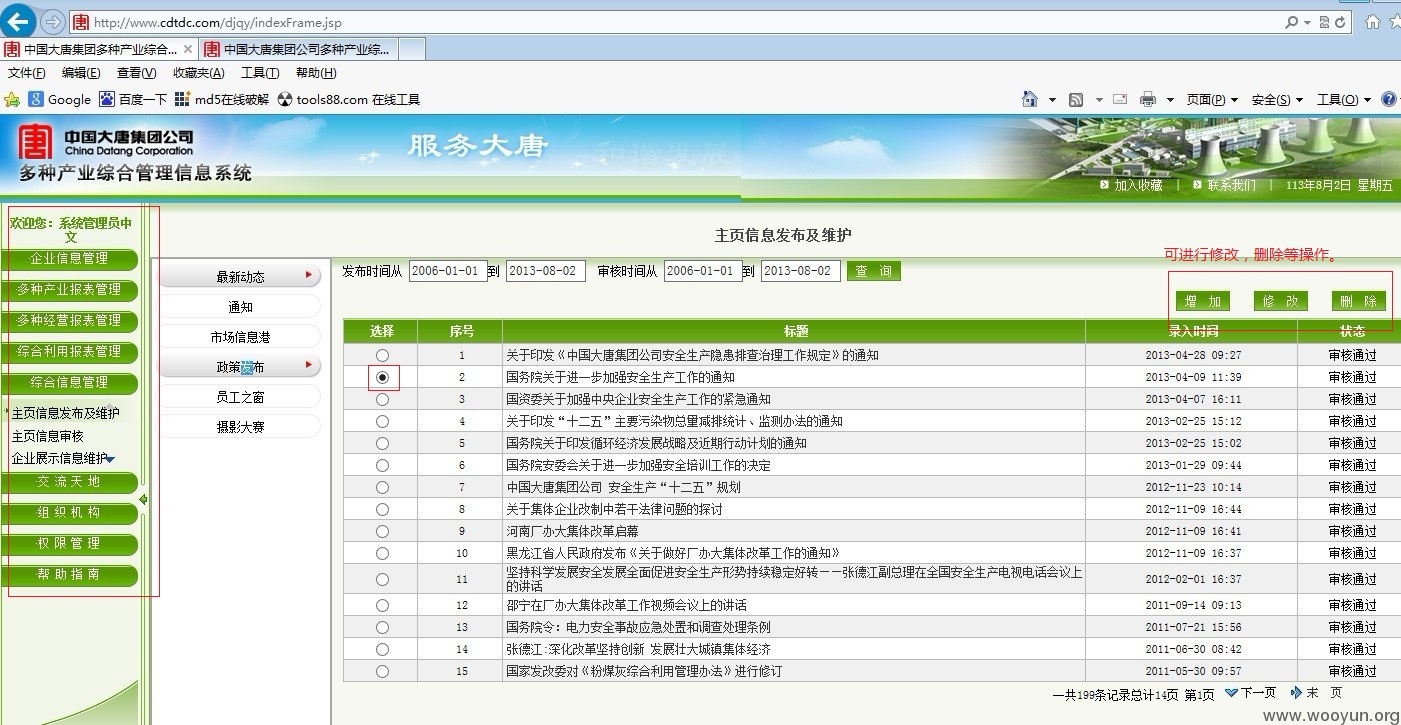 http://www.cdtdc.com/djqy/indexFrame.jsp
中国大唐集团多种产业综合... 中国大唐集团公司多种产业综...
文件(F) 编辑(E) 查看(V) 收藏夹(A) 工具(T) 帮助(H)
Google 百度一下 md5在线破解 tools88.com 在线工具 页面(P) 安全(S) 工具(O)
中国大唐集团公司
China Datang Corporation
多种产业综合管理信息系统
服务大唐
和谐发展
加入收藏 | 联系我们 | 113年8月2日 星期五
欢迎您：系统管理员中
文
企业信息管理
多种产业报表管理
多种经营报表管理
综合利用报表管理
综合信息管理
主页信息发布及维护
主页信息审核
企业展示信息维护
交流天地
组织机构
权限管理
帮助指南
最新动态
通知
市场信息港
政策发布
员工之窗
摄影大赛
主页信息发布及维护
可进行修改，删除等操作。
发布时间从 2006-01-01 到 2013-08-02 审核时间从 2006-01-01 到 2013-08-02 查 询
增 加 修 改 删 除
选择 序号 标题 录入时间 状态
1 关于印发《中国大唐集团公司安全生产隐患排查治理工作规定》的通知 2013-04-28 09:27 审核通过
2 国务院关于进一步加强安全生产工作的通知 2013-04-09 11:39 审核通过
3 国资委关于加强中央企业安全生产工作的紧急通知 2013-04-07 16:11 审核通过
4 关于印发“十二五”主要污染物总量减排统计、监测办法的通知 2013-02-25 15:12 审核通过
5 国务院关于印发循环经济发展战略及近期行动计划的通知 2013-02-25 15:02 审核通过
6 国务院安委会关于进一步加强安全培训工作的决定 2013-01-29 09:44 审核通过
7 中国大唐集团公司 安全生产“十二五”规划 2012-11-23 10:14 审核通过
8 关于集体企业改制中若干法律问题的探讨 2012-11-09 16:44 审核通过
9 河南厂办大集体改革启幕 2012-11-09 16:41 审核通过
10 黑龙江省人民政府发布《关于做好厂办大集体改革工作的通知》 2012-11-09 16:37 审核通过
11 坚持科学发展安全发展全面促进安全生产形势持续稳定好转——张德江副总理在全国安全生产电视电话会议上
的讲话 2012-02-01 16:37 审核通过
12 邵宁在厂办大集体改革工作视频会议上的讲话 2011-09-14 09:13 审核通过
13 国务院令：电力安全事故应急处置和调查处理条例 2011-07-21 15:56 审核通过
14 张德江:深化改革坚持创新 发展壮大城镇集体经济 2011-06-30 08:42 审核通过
15 国家发改委对《粉煤灰综合利用管理办法》进行修订 2011-05-30 09:57 审核通过
一共199条记录总计14页 第1页 下一页 末 页
www.wooyun.org